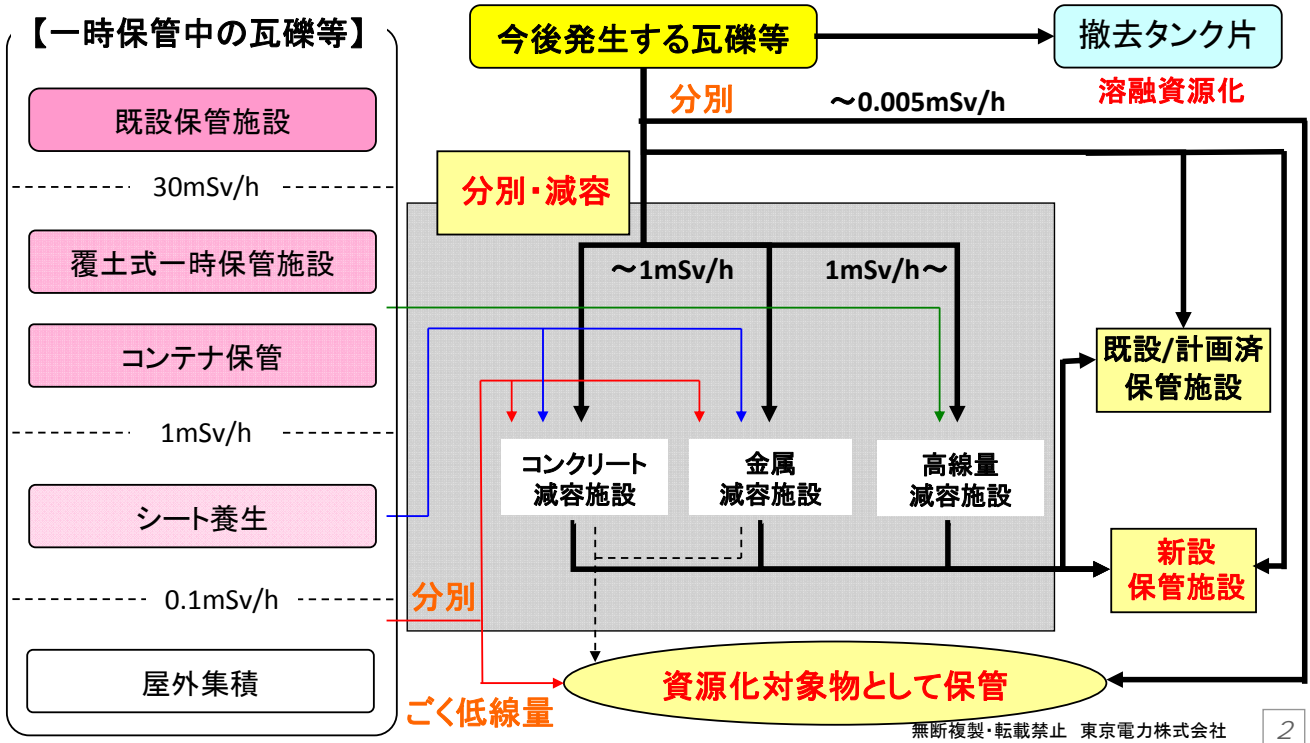 【一時保管中の瓦礫等】
既設保管施設
30mSv/h
覆土式一時保管施設
コンテナ保管
1mSv/h
シート養生
0.1mSv/h
屋外集積
今後発生する瓦礫等
撤去タンク片
溶融資源化
分別
～0.005mSv/h
分別・減容
～1mSv/h
1mSv/h～
コンクリート
減容施設
金属
減容施設
高線量
減容施設
既設/計画済
保管施設
新設
保管施設
分別
ごく低線量
資源化対象物として保管
無断複製・転載禁止 東京電力株式会社
2